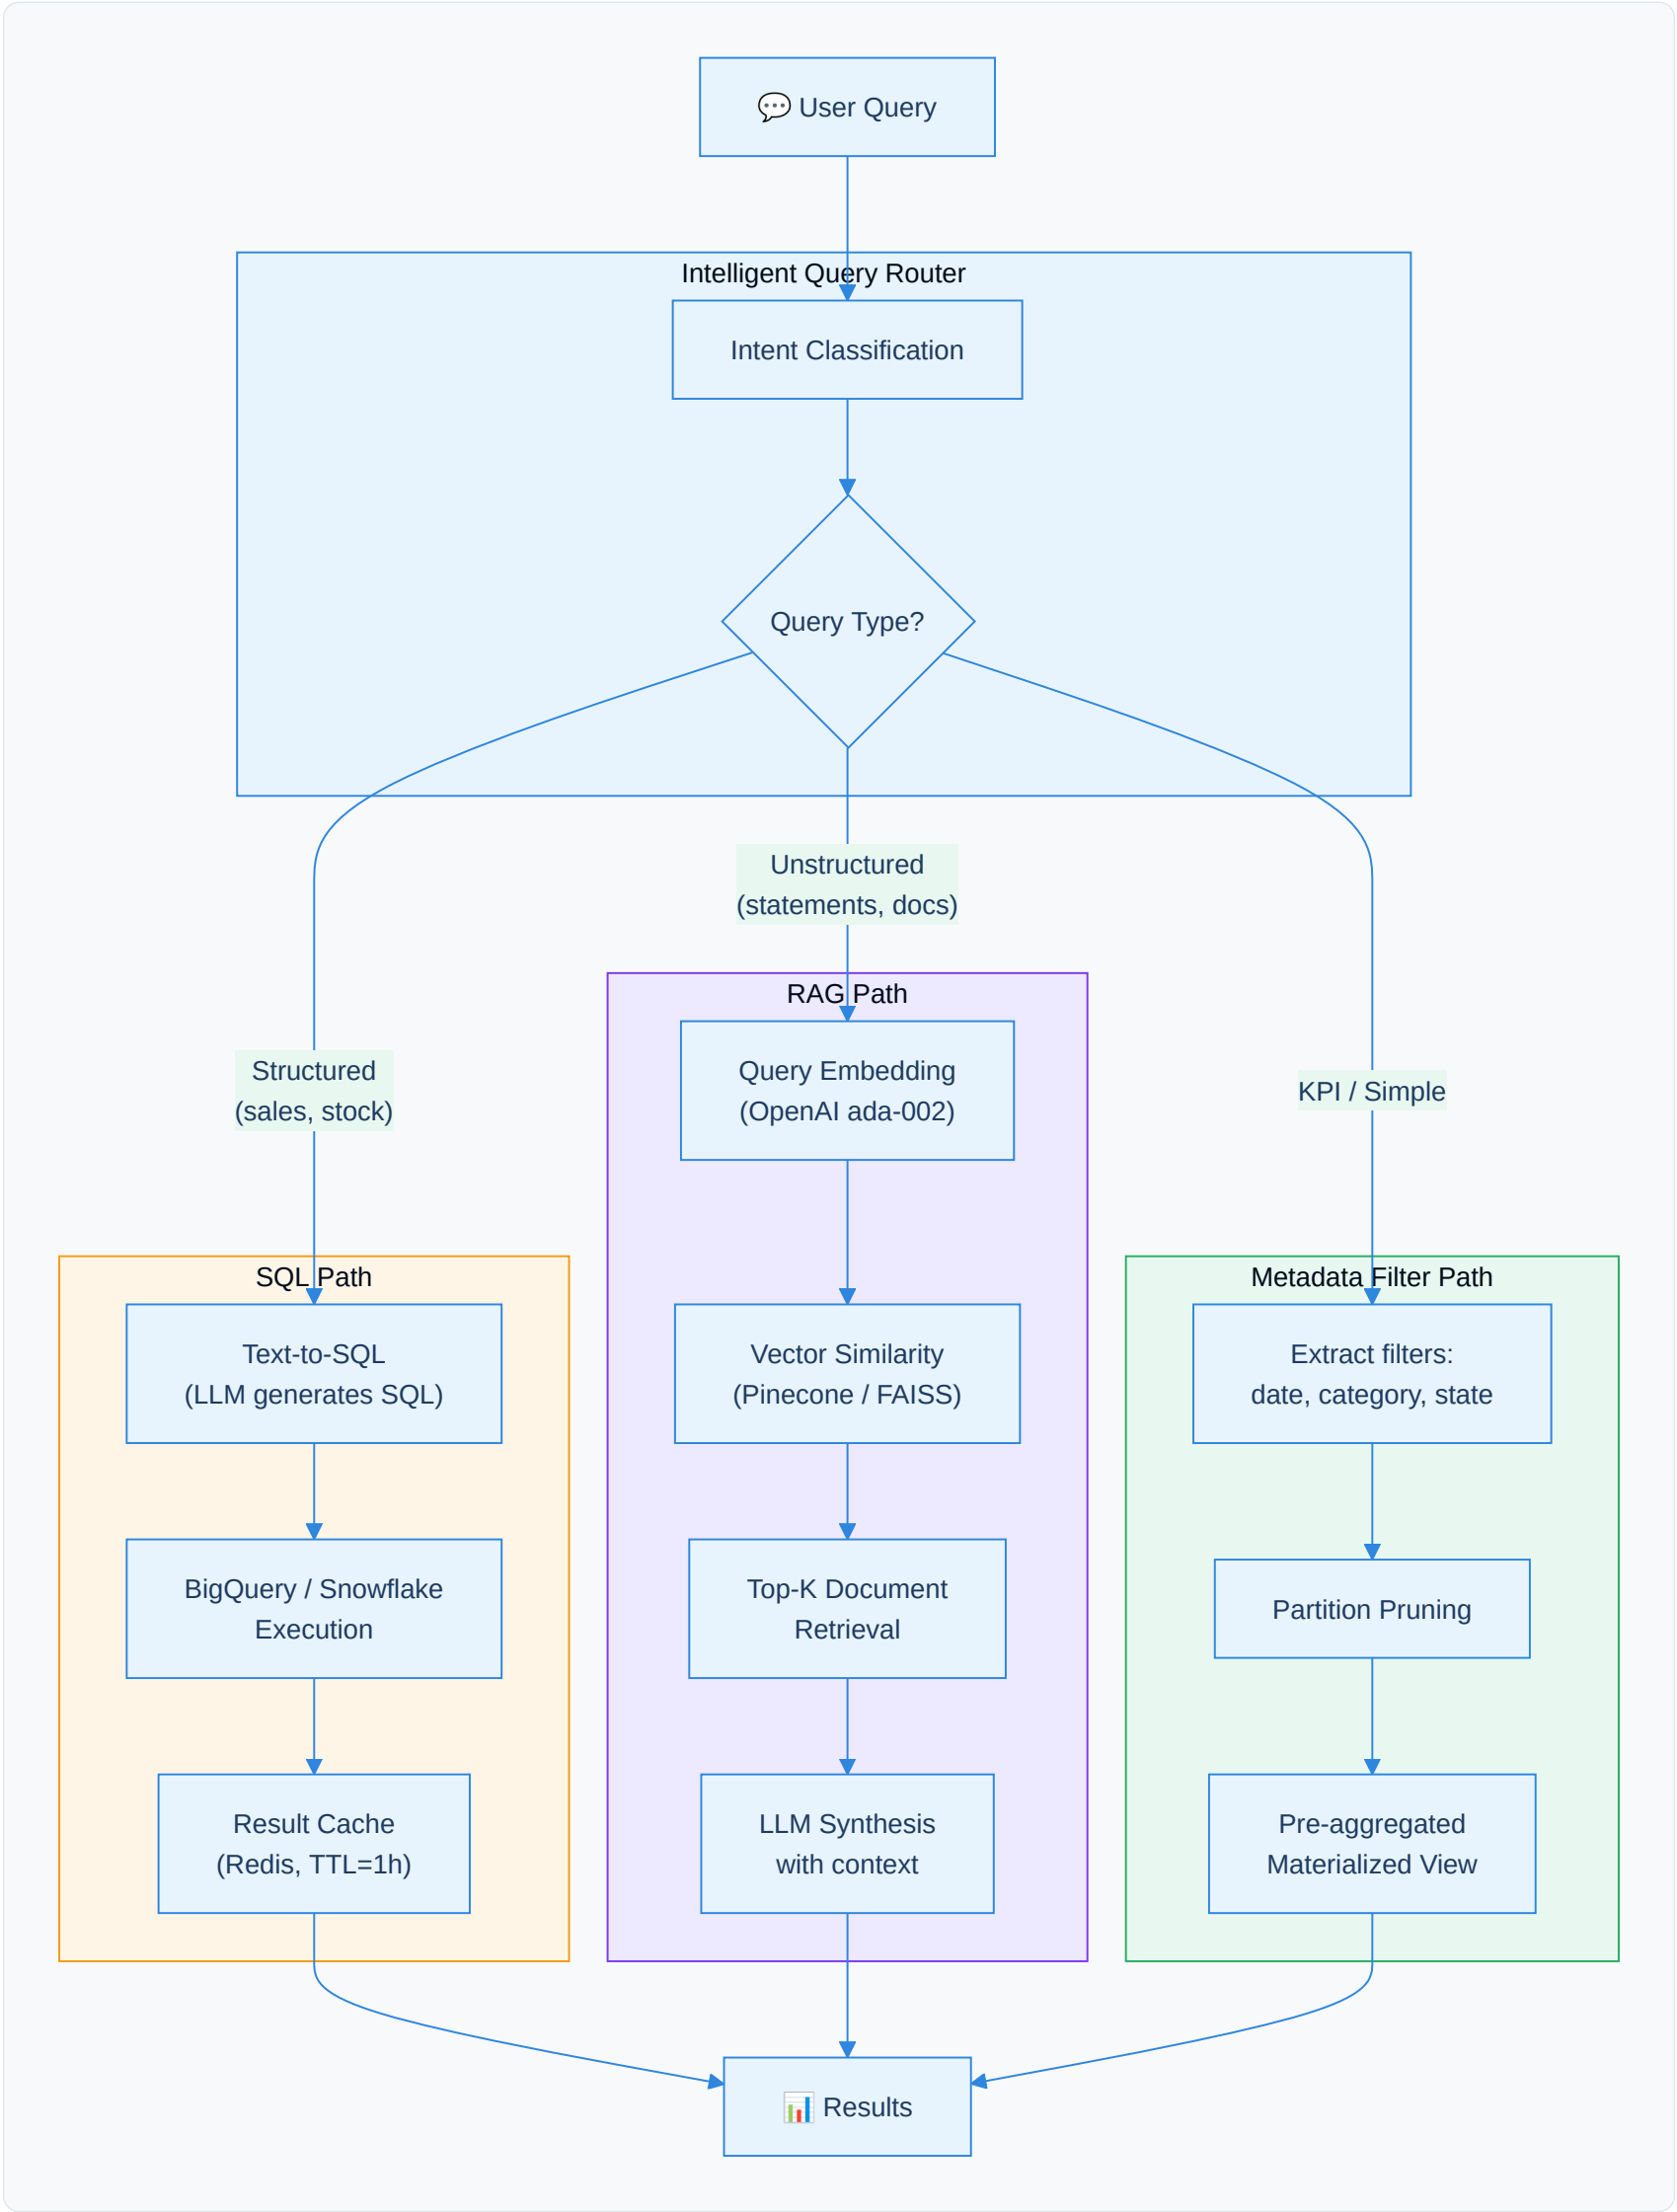 💬 User Query
Intelligent Query Router
Intent Classification
Query Type?
Unstructured
(statements, docs)
Structured
(sales, stock)
KPI / Simple
RAG Path
Query Embedding
(OpenAI ada-002)
Vector Similarity
(Pinecone / FAISS)
Top-K Document
Retrieval
LLM Synthesis
with context
SQL Path
Text-to-SQL
(LLM generates SQL)
BigQuery / Snowflake
Execution
Result Cache
(Redis, TTL=1h)
Metadata Filter Path
Extract filters:
date, category, state
Partition Pruning
Pre-aggregated
Materialized View
📊 Results